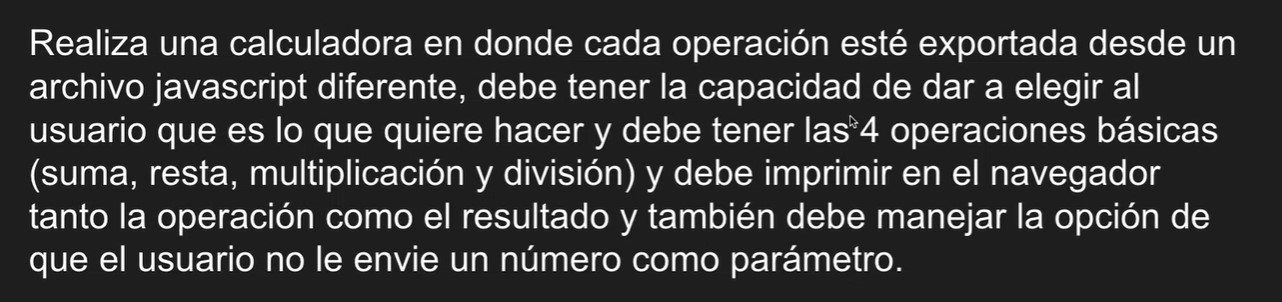 Realiza una calculadora en donde cada operación esté exportada desde un
archivo javascript diferente, debe tener la capacidad de dar a elegir al
usuario que es lo que quiere hacer y debe tener las 4 operaciones básicas
(suma, resta, multiplicación y división) y debe imprimir en el navegador
tanto la operación como el resultado y también debe manejar la opción de
que el usuario no le envie un número como parámetro.